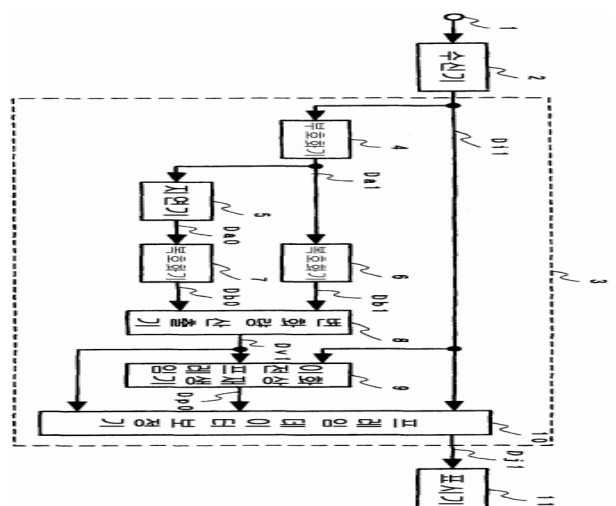 1
수신기
2
4
부호화기
Di1
Da1
지연기
5
Da0
3
복호화기
7
복호화기
6
Db0
Db1
변화량 산출기
8
Dv1
9
Dp0
프레임 데이터 보정기
10
Dj1
표시기
11